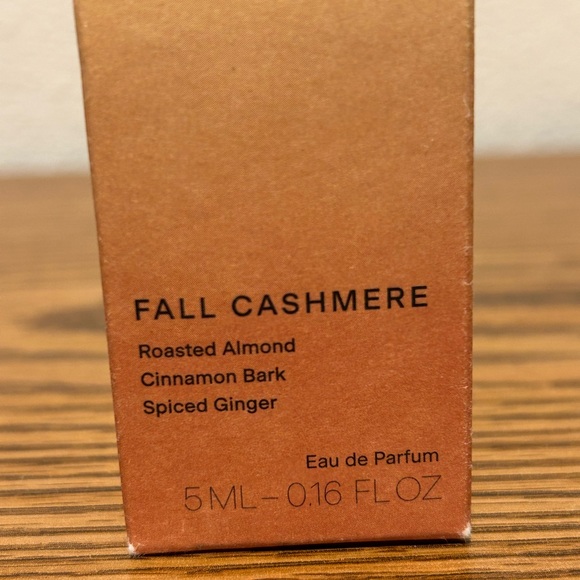 FALL CASHMERE
Roasted Almond
Cinnamon Bark
Spiced Ginger
Eau de Parfum
5 ML – 0.16 FL OZ